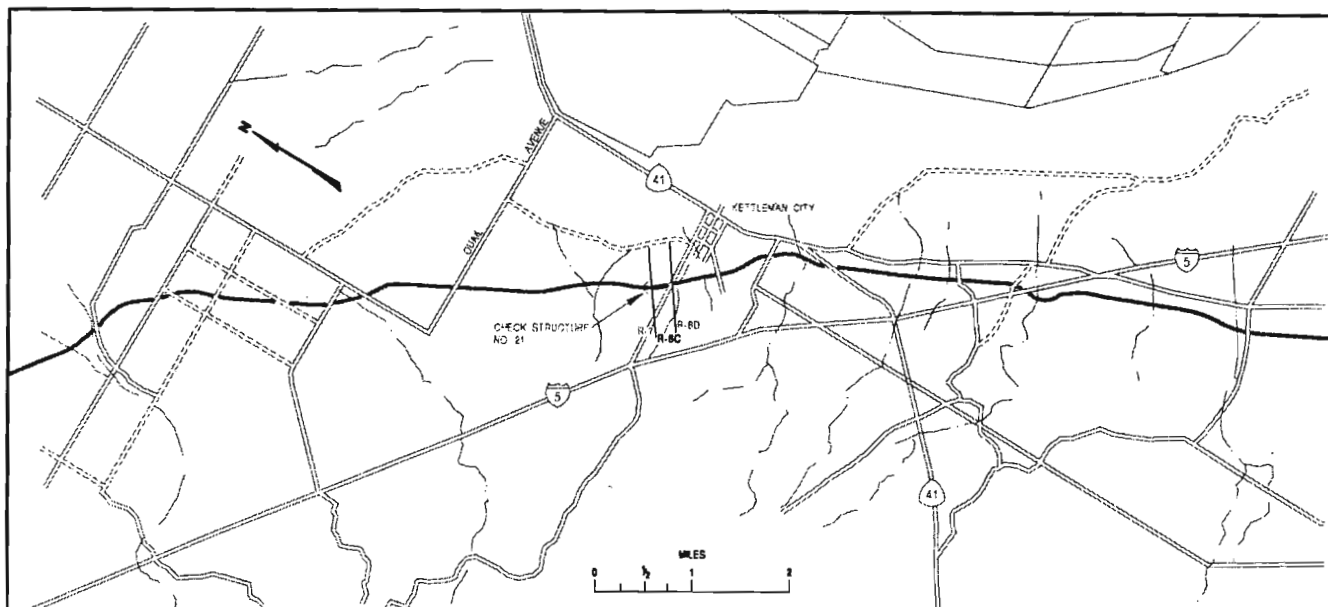 N
AVENUE
QUAIL
41
KETTLEMAN CITY
5
CHECK STRUCTURE
NO. 21
R-7
R-8D
R-8C
5
41
MILES
0 ½ 1 2